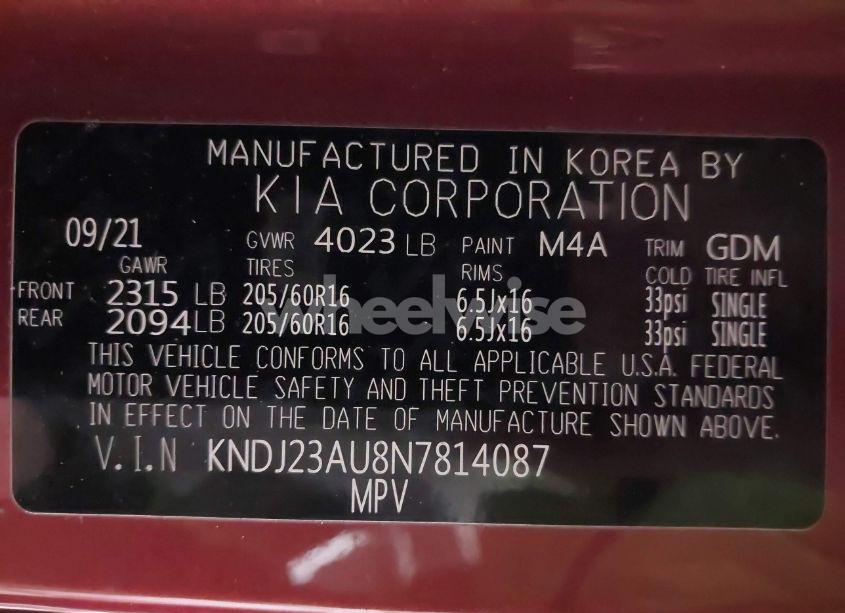 MANUFACTURED IN KOREA BY
KIA CORPORATION
09/21 GVWR 4023 LB PAINT M4A TRIM GDM
GAWR TIRES RIMS COLD TIRE INFL
FRONT 2315 LB 205/60R16 6.5Jx16 33psi SINGLE
REAR 2094 LB 205/60R16 6.5Jx16 33psi SINGLE
wheelwise
THIS VEHICLE CONFORMS TO ALL APPLICABLE U.S.A. FEDERAL
MOTOR VEHICLE SAFETY AND THEFT PREVENTION STANDARDS
IN EFFECT ON THE DATE OF MANUFACTURE SHOWN ABOVE.
V.I.N KNDJ23AU8N7814087
MPV